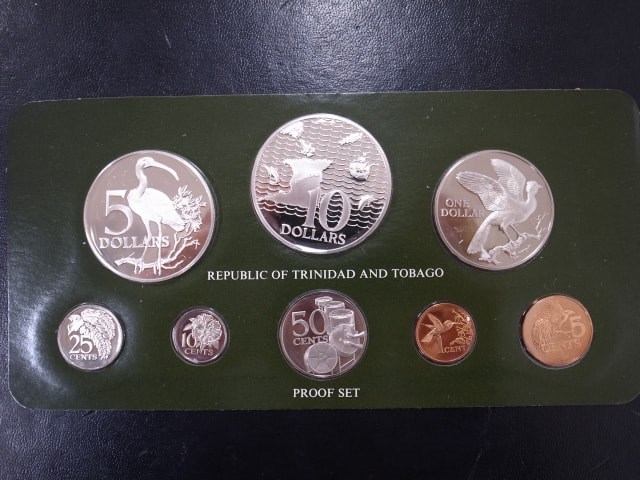 5
DOLLARS
10
DOLLARS
ONE
DOLLAR
REPUBLIC OF TRINIDAD AND TOBAGO
25
CENTS
10
CENTS
50
CENTS
1
CENT
5
CENTS
PROOF SET